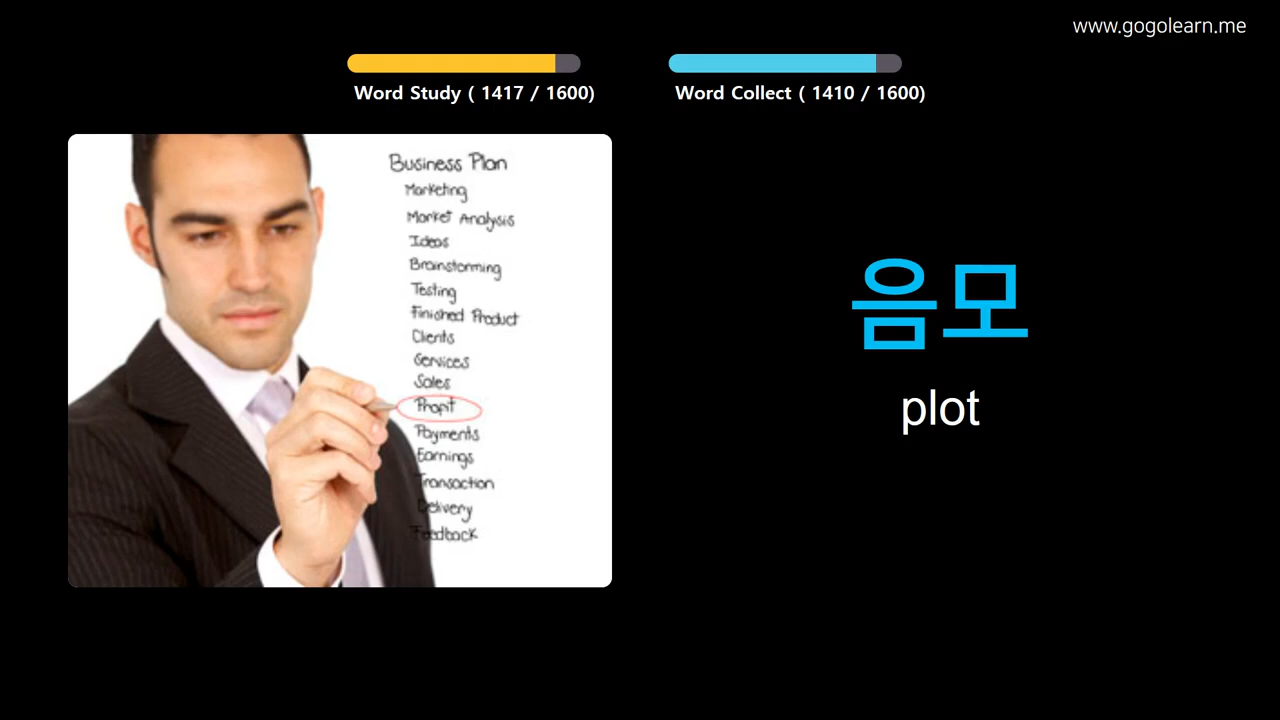 www.gogolearn.me
Word Study ( 1417 / 1600)
Word Collect ( 1410 / 1600)
Business Plan
Marketing
Market Analysis
Ideas
Brainstorming
Testing
Finished Product
Clients
Services
Sales
Profit
Payments
Earnings
Transaction
Delivery
Feedback
음모
plot